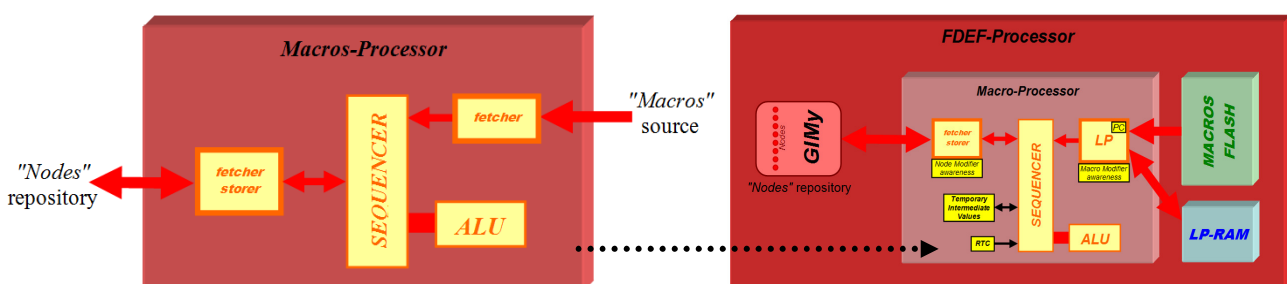 Macros-Processor
"Nodes"
repository
fetcher
storer
SEQUENCER
fetcher
"Macros"
source
ALU
FDEF-Processor
Macro-Processor
Nodes
GIMy
"Nodes" repository
fetcher
storer
Node Modifier
awareness
Temporary
Intermediate
Values
RTC
SEQUENCER
PC
LP
Macro Modifier
awareness
ALU
MACROS
FLASH
LP-RAM